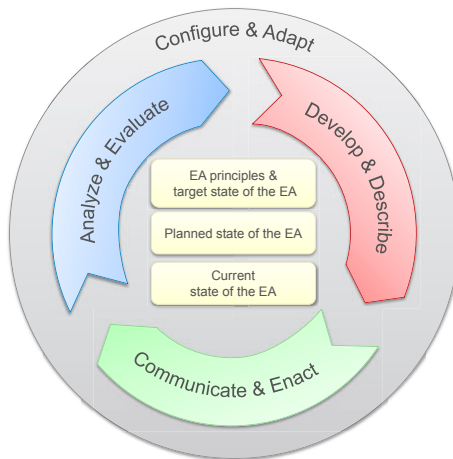 Configure & Adapt
Analyze & Evaluate
Develop & Describe
EA principles &
target state of the EA
Planned state of the EA
Current
state of the EA
Communicate & Enact